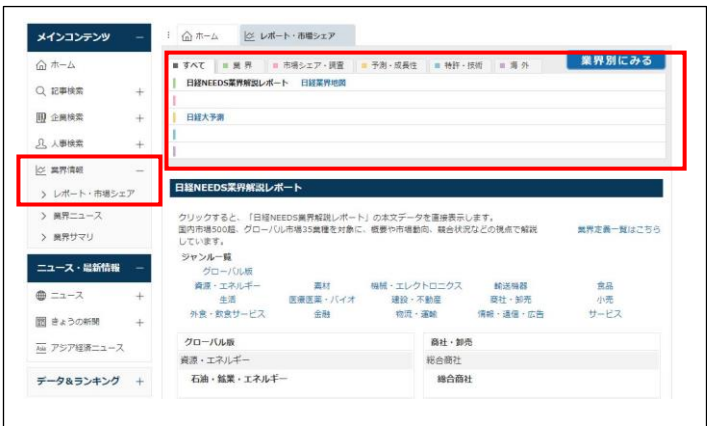 メインコンテンツ －
ホーム
記事検索 ＋
企業検索 ＋
人事検索 ＋
業界情報 －
> レポート・市場シェア
> 業界ニュース
> 業界サマリ
ニュース・最新情報 －
ニュース ＋
きょうの新聞 ＋
アジア経済ニュース
データ&ランキング ＋
ホーム レポート・市場シェア
すべて 業界 市場シェア・調査 予測・成長性 特許・技術 海外 業界別にみる
日経NEEDS業界解説レポート 日経業界地図
日経大予測
日経NEEDS業界解説レポート
クリックすると、「日経NEEDS業界解説レポート」の本文データを直接表示します。
国内市場500超、グローバル市場35業種を対象に、概要や市場動向、競合状況などの視点で解説 業界定義一覧はこちら
しています。
ジャンル一覧
グローバル版
資源・エネルギー 素材 機械・エレクトロニクス 輸送機器 食品
生活 医療医薬・バイオ 建設・不動産 商社・卸売 小売
外食・飲食サービス 金融 物流・運輸 情報・通信・広告 サービス
グローバル版 商社・卸売
資源・エネルギー 総合商社
石油・鉱業・エネルギー 総合商社